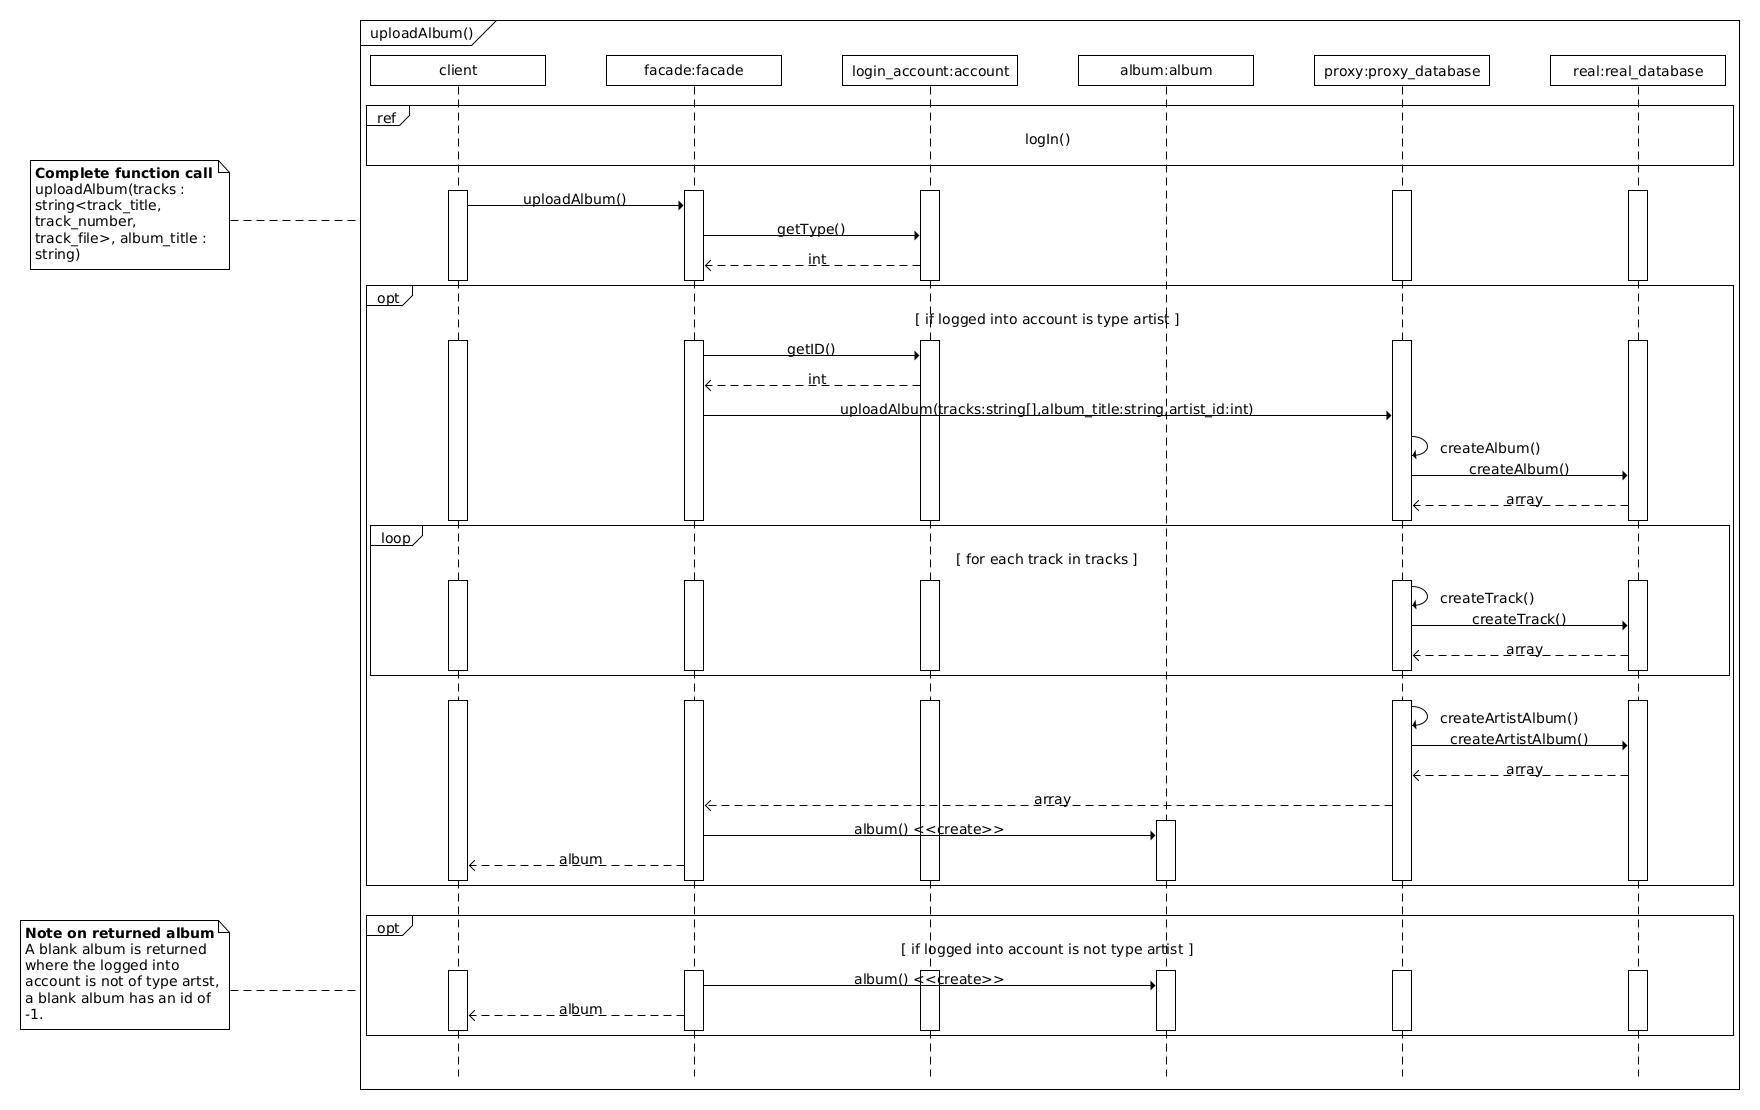 uploadAlbum()
client
facade:facade
login_account:account
album:album
proxy:proxy_database
real:real_database
ref
logIn()
Complete function call
uploadAlbum(tracks :
string<track_title,
track_number,
track_file>, album_title :
string)
uploadAlbum()
getType()
int
opt
[ if logged into account is type artist ]
getID()
int
uploadAlbum(tracks:string[],album_title:string,artist_id:int)
createAlbum()
createAlbum()
array
loop
[ for each track in tracks ]
createTrack()
createTrack()
array
createArtistAlbum()
createArtistAlbum()
array
array
album() <<create>>
album
opt
[ if logged into account is not type artist ]
Note on returned album
A blank album is returned
where the logged into
account is not of type artst,
a blank album has an id of
-1.
album() <<create>>
album